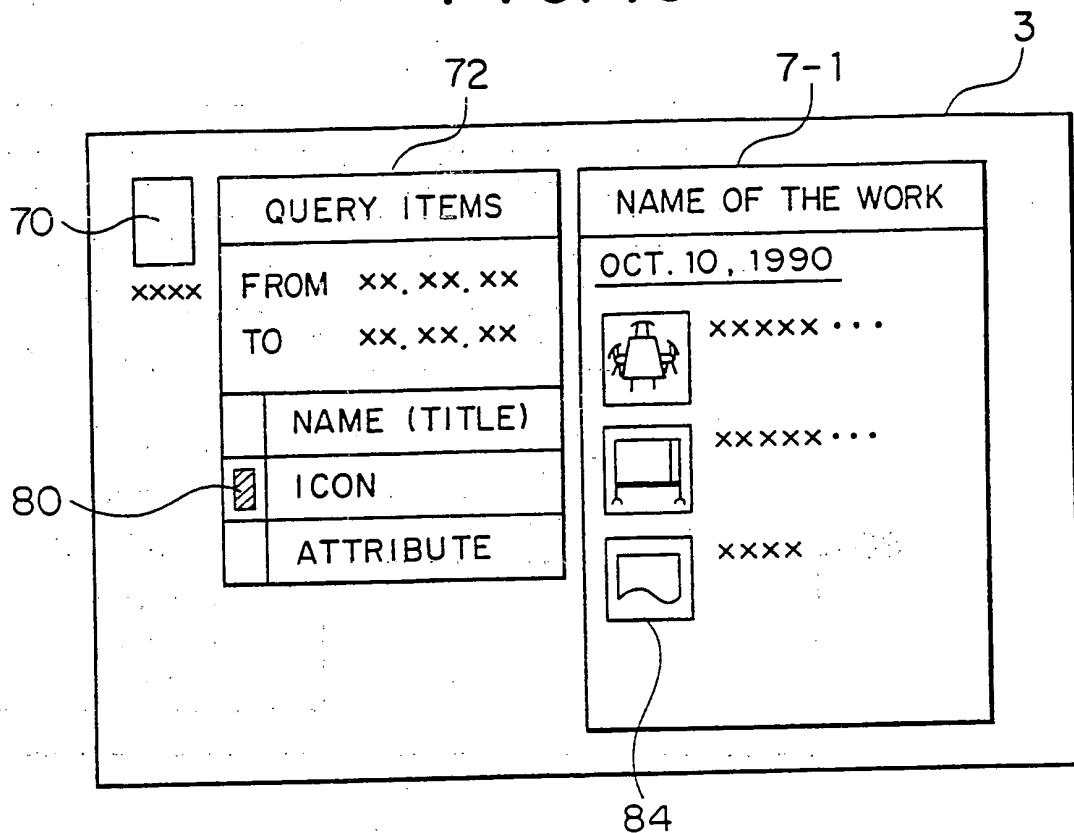 3
72
7-1
QUERY ITEMS
NAME OF THE WORK
70
xxxx
FROM xx. xx. xx
TO xx. xx. xx
OCT. 10, 1990
xxxxx...
NAME (TITLE)
xxxxx...
80
ICON
ATTRIBUTE
xxxx
84